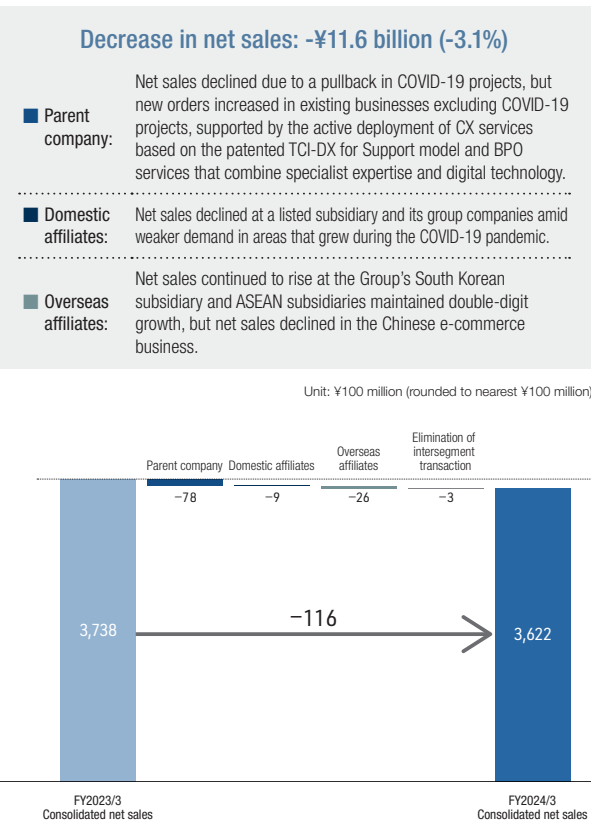 Decrease in net sales: -¥11.6 billion (-3.1%)
Parent company:
Net sales declined due to a pullback in COVID-19 projects, but
new orders increased in existing businesses excluding COVID-19
projects, supported by the active deployment of CX services
based on the patented TCI-DX for Support model and BPO
services that combine specialist expertise and digital technology.
Domestic affiliates:
Net sales declined at a listed subsidiary and its group companies amid
weaker demand in areas that grew during the COVID-19 pandemic.
Overseas affiliates:
Net sales continued to rise at the Group's South Korean
subsidiary and ASEAN subsidiaries maintained double-digit
growth, but net sales declined in the Chinese e-commerce
business.
Unit: ¥100 million (rounded to nearest ¥100 million)
Parent company
Domestic affiliates
Overseas
affiliates
Elimination of
intersegment
transaction
−78
−9
−26
−3
3,738
−116
3,622
FY2023/3
Consolidated net sales
FY2024/3
Consolidated net sales